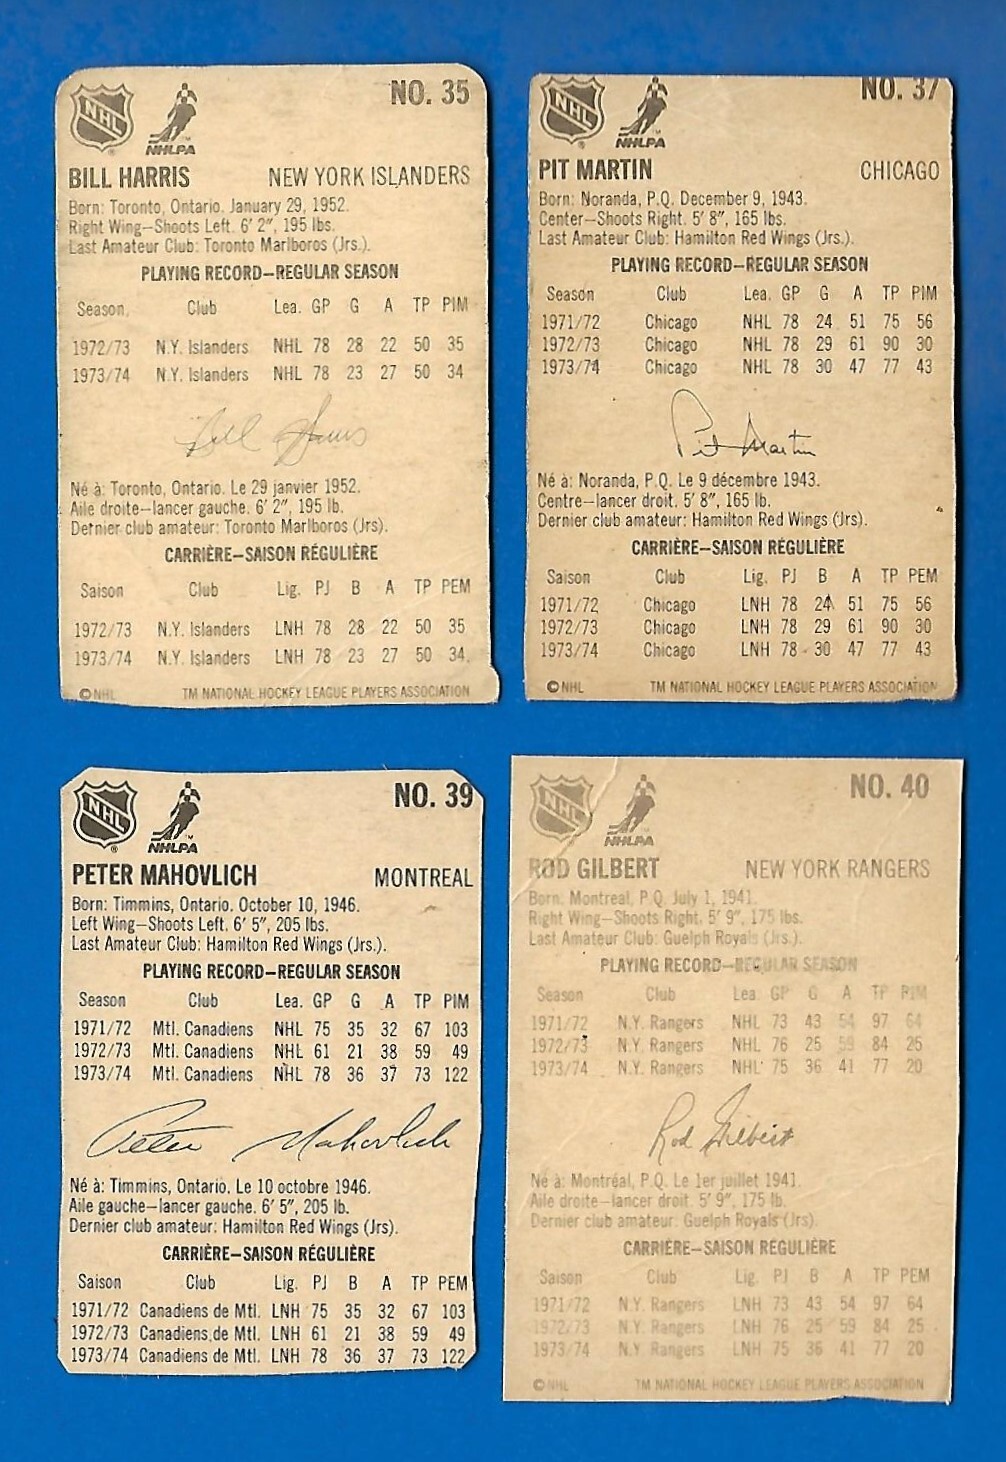 NHL
NHLPA
NO. 35
BILL HARRIS NEW YORK ISLANDERS
Born: Toronto, Ontario. January 29, 1952.
Right Wing—Shoots Left. 6' 2", 195 lbs.
Last Amateur Club: Toronto Marlboros (Jrs.).
PLAYING RECORD—REGULAR SEASON
Season Club Lea. GP G A TP PIM
1972/73 N.Y. Islanders NHL 78 28 22 50 35
1973/74 N.Y. Islanders NHL 78 23 27 50 34
Bill Harris
Né à: Toronto, Ontario. Le 29 janvier 1952.
Aile droite—lancer gauche. 6' 2", 195 lb.
Dernier club amateur: Toronto Marlboros (Jrs).
CARRIÈRE—SAISON RÉGULIÈRE
Saison Club Lig. PJ B A TP PEM
1972/73 N.Y. Islanders LNH 78 28 22 50 35
1973/74 N.Y. Islanders LNH 78 23 27 50 34
©NHL TM NATIONAL HOCKEY LEAGUE PLAYERS ASSOCIATION
NHL
NHLPA
NO. 37
PIT MARTIN CHICAGO
Born: Noranda, P.Q. December 9, 1943.
Center—Shoots Right. 5' 8", 165 lbs.
Last Amateur Club: Hamilton Red Wings (Jrs.).
PLAYING RECORD—REGULAR SEASON
Season Club Lea. GP G A TP PIM
1971/72 Chicago NHL 78 24 51 75 56
1972/73 Chicago NHL 78 29 61 90 30
1973/74 Chicago NHL 78 30 47 77 43
Pit Martin
Né à: Noranda, P.Q. Le 9 décembre 1943.
Centre—lancer droit. 5' 8", 165 lb.
Dernier club amateur: Hamilton Red Wings (Jrs).
CARRIÈRE—SAISON RÉGULIÈRE
Saison Club Lig. PJ B A TP PEM
1971/72 Chicago LNH 78 24 51 75 56
1972/73 Chicago LNH 78 29 61 90 30
1973/74 Chicago LNH 78 30 47 77 43
©NHL TM NATIONAL HOCKEY LEAGUE PLAYERS ASSOCIATION
NHL
NHLPA
NO. 39
PETER MAHOVLICH MONTREAL
Born: Timmins, Ontario. October 10, 1946.
Left Wing—Shoots Left. 6' 5", 205 lbs.
Last Amateur Club: Hamilton Red Wings (Jrs.).
PLAYING RECORD—REGULAR SEASON
Season Club Lea. GP G A TP PIM
1971/72 Mtl. Canadiens NHL 75 35 32 67 103
1972/73 Mtl. Canadiens NHL 61 21 38 59 49
1973/74 Mtl. Canadiens NHL 78 36 37 73 122
Peter Mahovlich
Né à: Timmins, Ontario. Le 10 octobre 1946.
Aile gauche—lancer gauche. 6' 5", 205 lb.
Dernier club amateur: Hamilton Red Wings (Jrs).
CARRIÈRE—SAISON RÉGULIÈRE
Saison Club Lig. PJ B A TP PEM
1971/72 Canadiens de Mtl. LNH 75 35 32 67 103
1972/73 Canadiens de Mtl. LNH 61 21 38 59 49
1973/74 Canadiens de Mtl. LNH 78 36 37 73 122
NHL
NHLPA
NO. 40
ROD GILBERT NEW YORK RANGERS
Born: Montreal, P.Q. July 1, 1941.
Right Wing—Shoots Right. 5' 9", 175 lbs.
Last Amateur Club: Guelph Royals (Jrs.).
PLAYING RECORD—REGULAR SEASON
Season Club Lea. GP G A TP PIM
1971/72 N.Y. Rangers NHL 73 43 54 97 64
1972/73 N.Y. Rangers NHL 76 25 59 84 25
1973/74 N.Y. Rangers NHL 75 36 41 77 20
Rod Gilbert
Né à: Montréal, P.Q. Le 1er juillet 1941.
Aile droite—lancer droit. 5' 9", 175 lb.
Dernier club amateur: Guelph Royals (Jrs).
CARRIÈRE—SAISON RÉGULIÈRE
Saison Club Lig. PJ B A TP PEM
1971/72 N.Y. Rangers LNH 73 43 54 97 64
1972/73 N.Y. Rangers LNH 76 25 59 84 25
1973/74 N.Y. Rangers LNH 75 36 41 77 20
©NHL TM NATIONAL HOCKEY LEAGUE PLAYERS ASSOCIATION